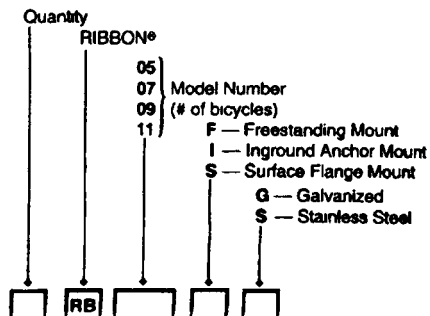 Quantity
RIBBON®
05
07 Model Number
09 (# of bicycles)
11 F — Freestanding Mount
I — Inground Anchor Mount
S — Surface Flange Mount
G — Galvanized
S — Stainless Steel
RB